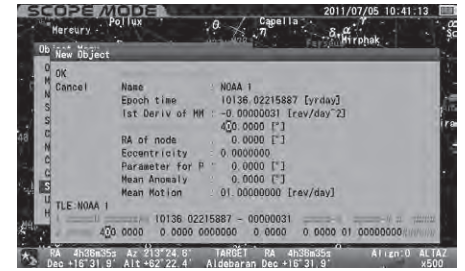 SCOPE MODE 2011/07/05 10:41:13
Mercury Pollux θ Capella
η δ α Mirphak
New Object
OK
Cancel Name : NOAA 1
Epoch time 10136.02215887 [yrday]
1st Deriv of MM : -0.00000031 [rev/day^2]
400.0000 [°]
RA of node : 0.0000 [°]
Eccentricity : 0.0000000
Parameter for P : 0.0000 [°]
Mean Anomaly : 0.0000 [°]
Mean Motion : 01.00000000 [rev/day]
TLE:NOAA 1
10136 02215887 - 00000031
400 0000 0.0000 0000000 0.0000 0.0000 01 00000000
RA 4h36m35s Az 213°24.6' TARGET RA 4h36m35s Align:0 ALTAZ
Dec +16°31.9' Alt +62°22.4' Aldebaran Dec +16°31.9' x500